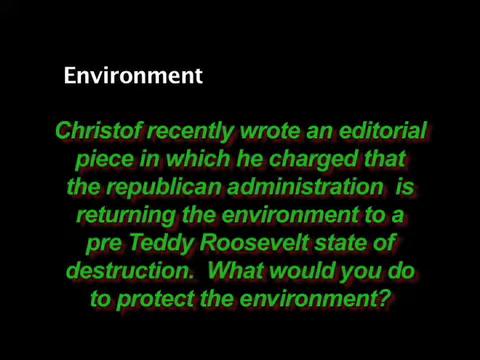 Environment
Christof recently wrote an editorial
piece in which he charged that
the republican administration is
returning the environment to a
pre Teddy Roosevelt state of
destruction. What would you do
to protect the environment?